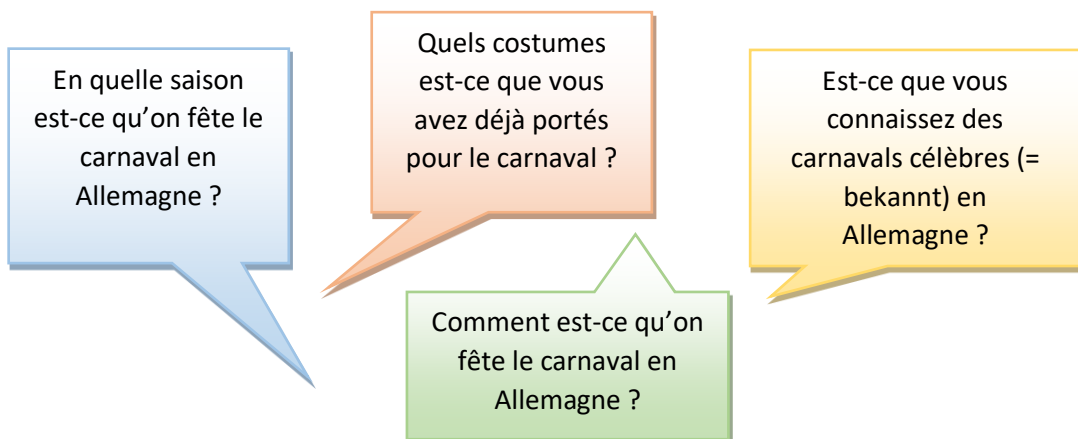 En quelle saison
est-ce qu’on fête le
carnaval en
Allemagne ?
Quels costumes
est-ce que vous
avez déjà portés
pour le carnaval ?
Est-ce que vous
connaissez des
carnavals célèbres (=
bekannt) en
Allemagne ?
Comment est-ce qu’on
fête le carnaval en
Allemagne ?